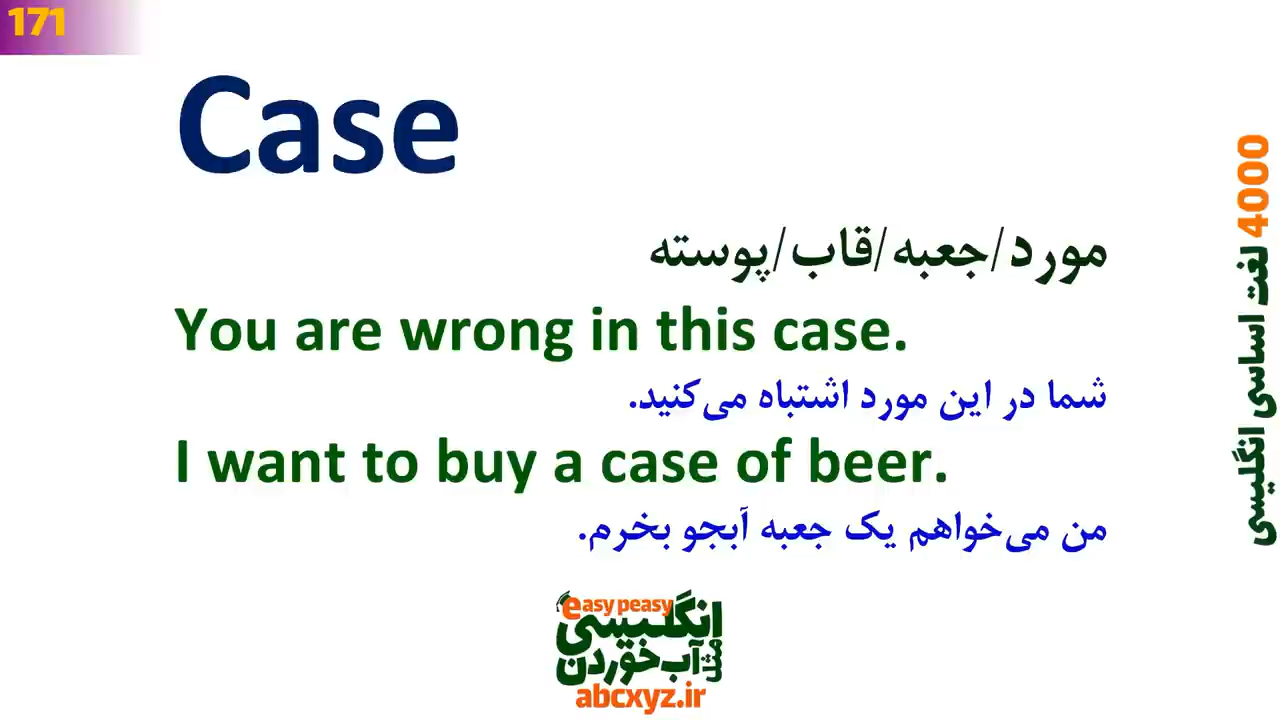 171
Case
مورد/جعبه/قاب/پوسته
You are wrong in this case.
شما در این مورد اشتباه می‌کنید.
I want to buy a case of beer.
من می‌خواهم یک جعبه آبجو بخرم.
4000 لغت اساسی انگلیسی
easy peasy
انگلیسی
مثل آب خوردن
abcxyz.ir